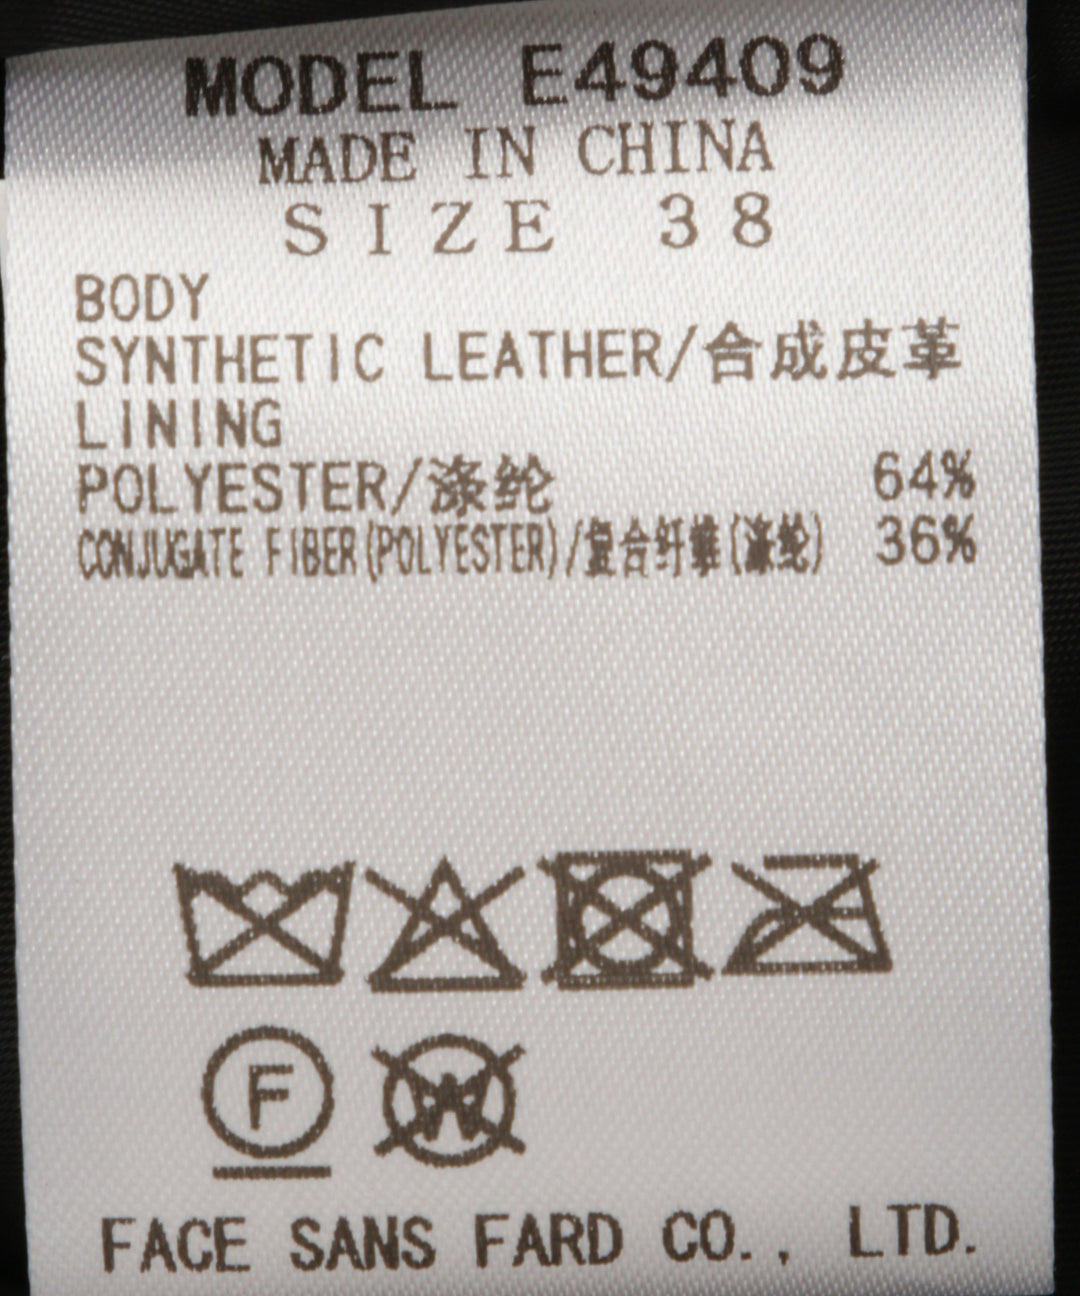 MODEL E49409
MADE IN CHINA
SIZE 38
BODY
SYNTHETIC LEATHER/合成皮革
LINING
POLYESTER/涤纶 64%
CONJUGATE FIBER(POLYESTER)/复合纤维(涤纶) 36%
F W
FACE SANS FARD CO., LTD.